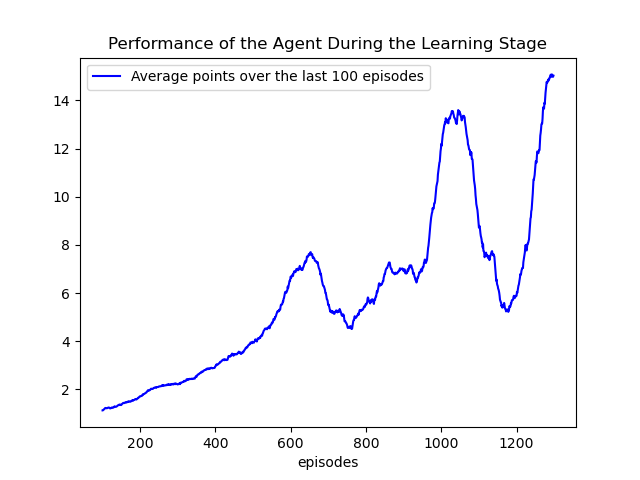 Performance of the Agent During the Learning Stage
Average points over the last 100 episodes
14
12
10
8
6
4
2
200 400 600 800 1000 1200
episodes